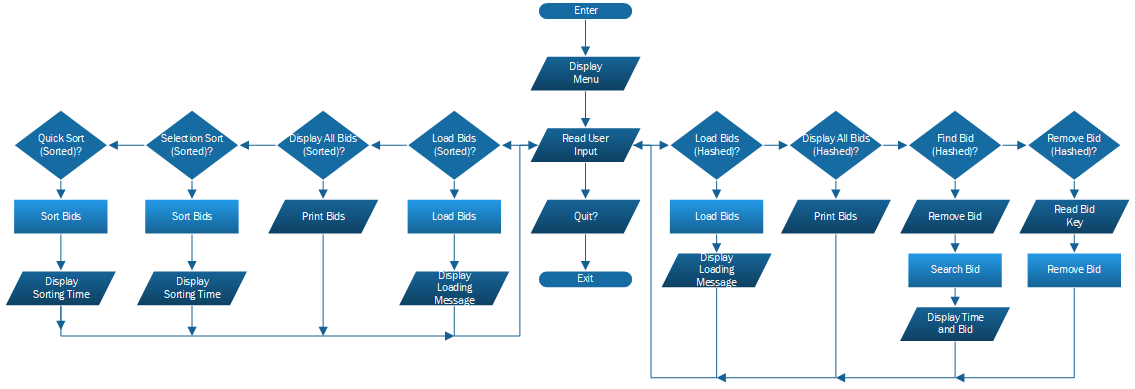 Enter
Display
Menu
Quick Sort
(Sorted)?
Selection Sort
(Sorted)?
Display All Bids
(Sorted)?
Load Bids
(Sorted)?
Read User
Input
Load Bids
(Hashed)?
Display All Bids
(Hashed)?
Find Bid
(Hashed)?
Remove Bid
(Hashed)?
Sort Bids
Sort Bids
Print Bids
Load Bids
Quit?
Load Bids
Print Bids
Remove Bid
Read Bid
Key
Display
Sorting Time
Display
Sorting Time
Display
Loading
Message
Exit
Display
Loading
Message
Search Bid
Remove Bid
Display Time
and Bid